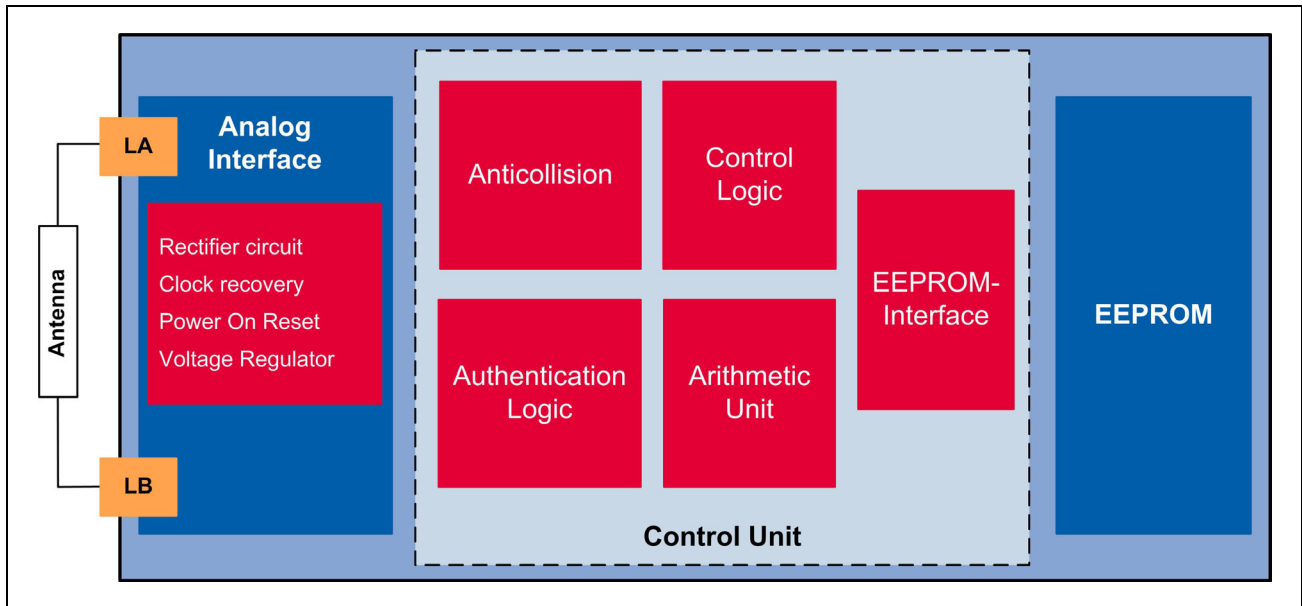 LA
Analog
Interface
Rectifier circuit
Clock recovery
Power On Reset
Voltage Regulator
Antenna
LB
Anticollision
Control
Logic
Authentication
Logic
Arithmetic
Unit
EEPROM-
Interface
Control Unit
EEPROM